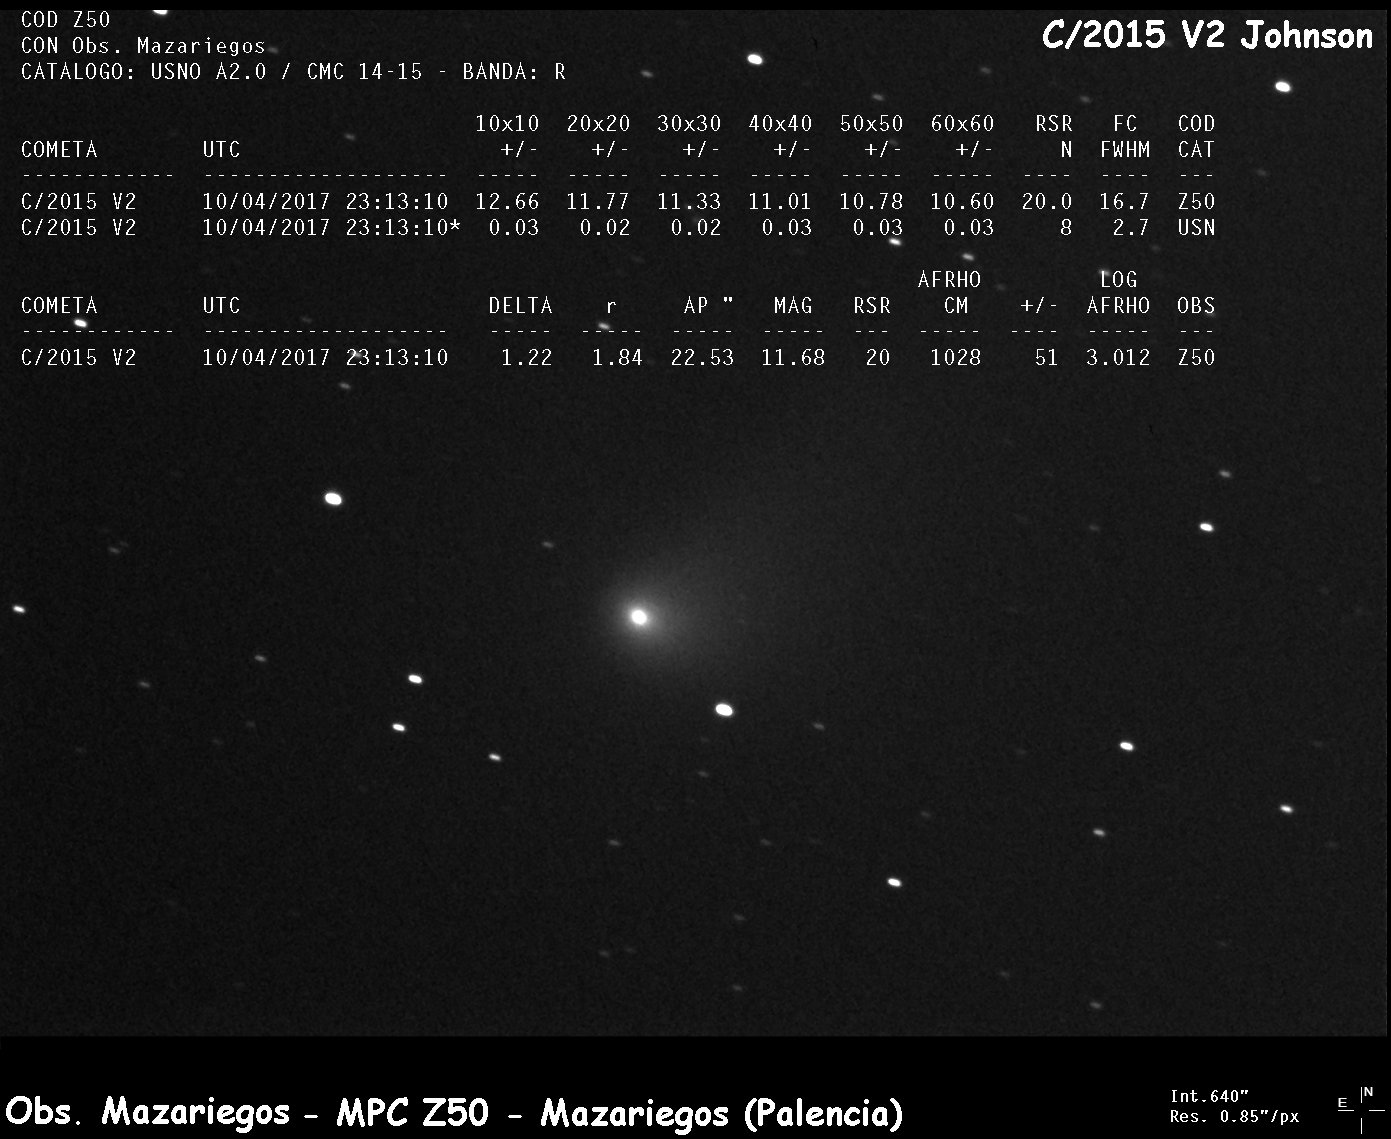 COD Z50
C/2015 V2 Johnson
CON Obs. Mazariegos
CATALOGO: USNO A2.0 / CMC 14-15 - BANDA: R
10x10 20x20 30x30 40x40 50x50 60x60 RSR FC COD
COMETA UTC +/- +/- +/- +/- +/- +/- N FWHM CAT
------------ ------------------- ----- ----- ----- ----- ----- ----- ---- ---- ---
C/2015 V2 10/04/2017 23:13:10 12.66 11.77 11.33 11.01 10.78 10.60 20.0 16.7 Z50
C/2015 V2 10/04/2017 23:13:10* 0.03 0.02 0.02 0.03 0.03 0.03 8 2.7 USN
AFRHO LOG
COMETA UTC DELTA r AP " MAG RSR CM +/- AFRHO OBS
------------ ------------------- ----- ----- ----- ----- --- ----- ---- ----- ---
C/2015 V2 10/04/2017 23:13:10 1.22 1.84 22.53 11.68 20 1028 51 3.012 Z50
Obs. Mazariegos - MPC Z50 - Mazariegos (Palencia)
Int.640"
Res. 0.85"/px
N
E